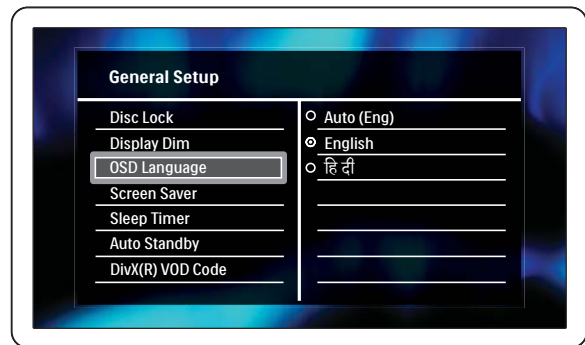 General Setup
Disc Lock
Display Dim
OSD Language
Screen Saver
Sleep Timer
Auto Standby
DivX(R) VOD Code
Auto (Eng)
English
हि दी